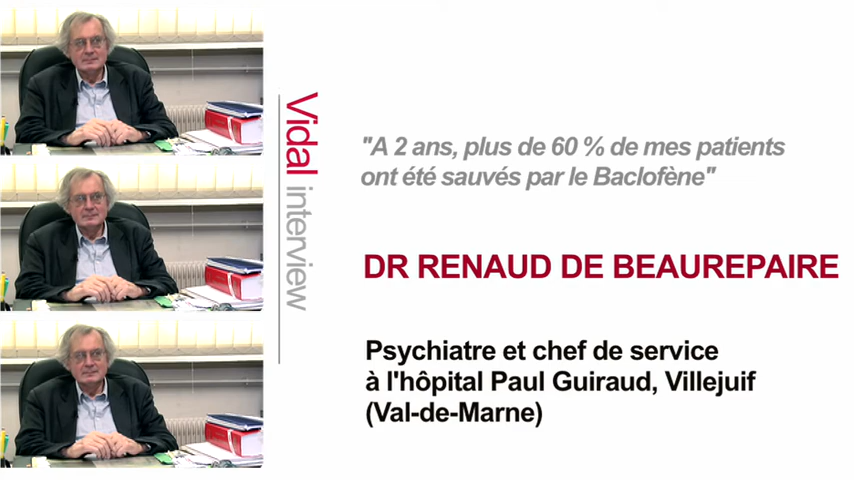 Vidal interview
"A 2 ans, plus de 60 % de mes patients
ont été sauvés par le Baclofène"
DR RENAUD DE BEAUREPAIRE
Psychiatre et chef de service
à l'hôpital Paul Guiraud, Villejuif
(Val-de-Marne)